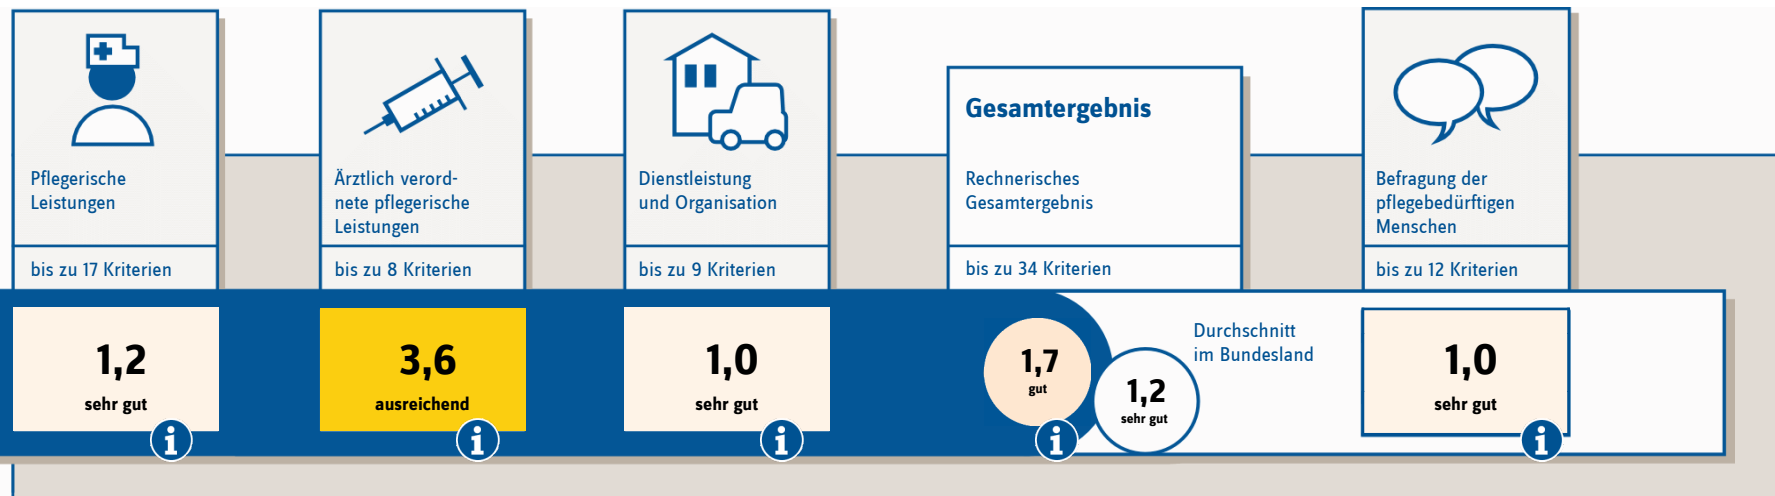 Pflegerische
Leistungen
bis zu 17 Kriterien
1,2
sehr gut
i
Ärztlich verord-
nete pflegerische
Leistungen
bis zu 8 Kriterien
3,6
ausreichend
i
Dienstleistung
und Organisation
bis zu 9 Kriterien
1,0
sehr gut
i
Gesamtergebnis
Rechnerisches
Gesamtergebnis
bis zu 34 Kriterien
1,7
gut
i
Durchschnitt
im Bundesland
1,2
sehr gut
Befragung der
pflegebedürftigen
Menschen
bis zu 12 Kriterien
1,0
sehr gut
i